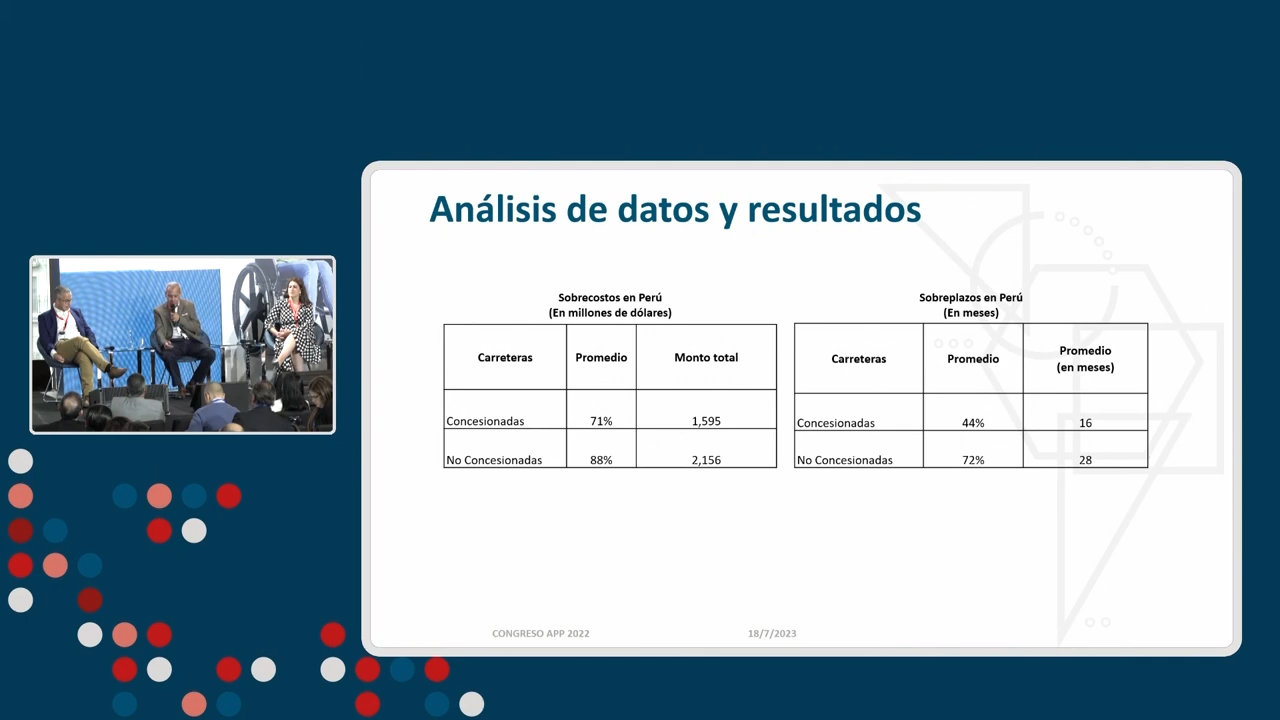 Análisis de datos y resultados
Sobrecostos en Perú
(En millones de dólares)
Carreteras Promedio Monto total
Concesionadas 71% 1,595
No Concesionadas 88% 2,156
Sobreplazos en Perú
(En meses)
Carreteras Promedio Promedio
(en meses)
Concesionadas 44% 16
No Concesionadas 72% 28
CONGRESO APP 2022 18/7/2023